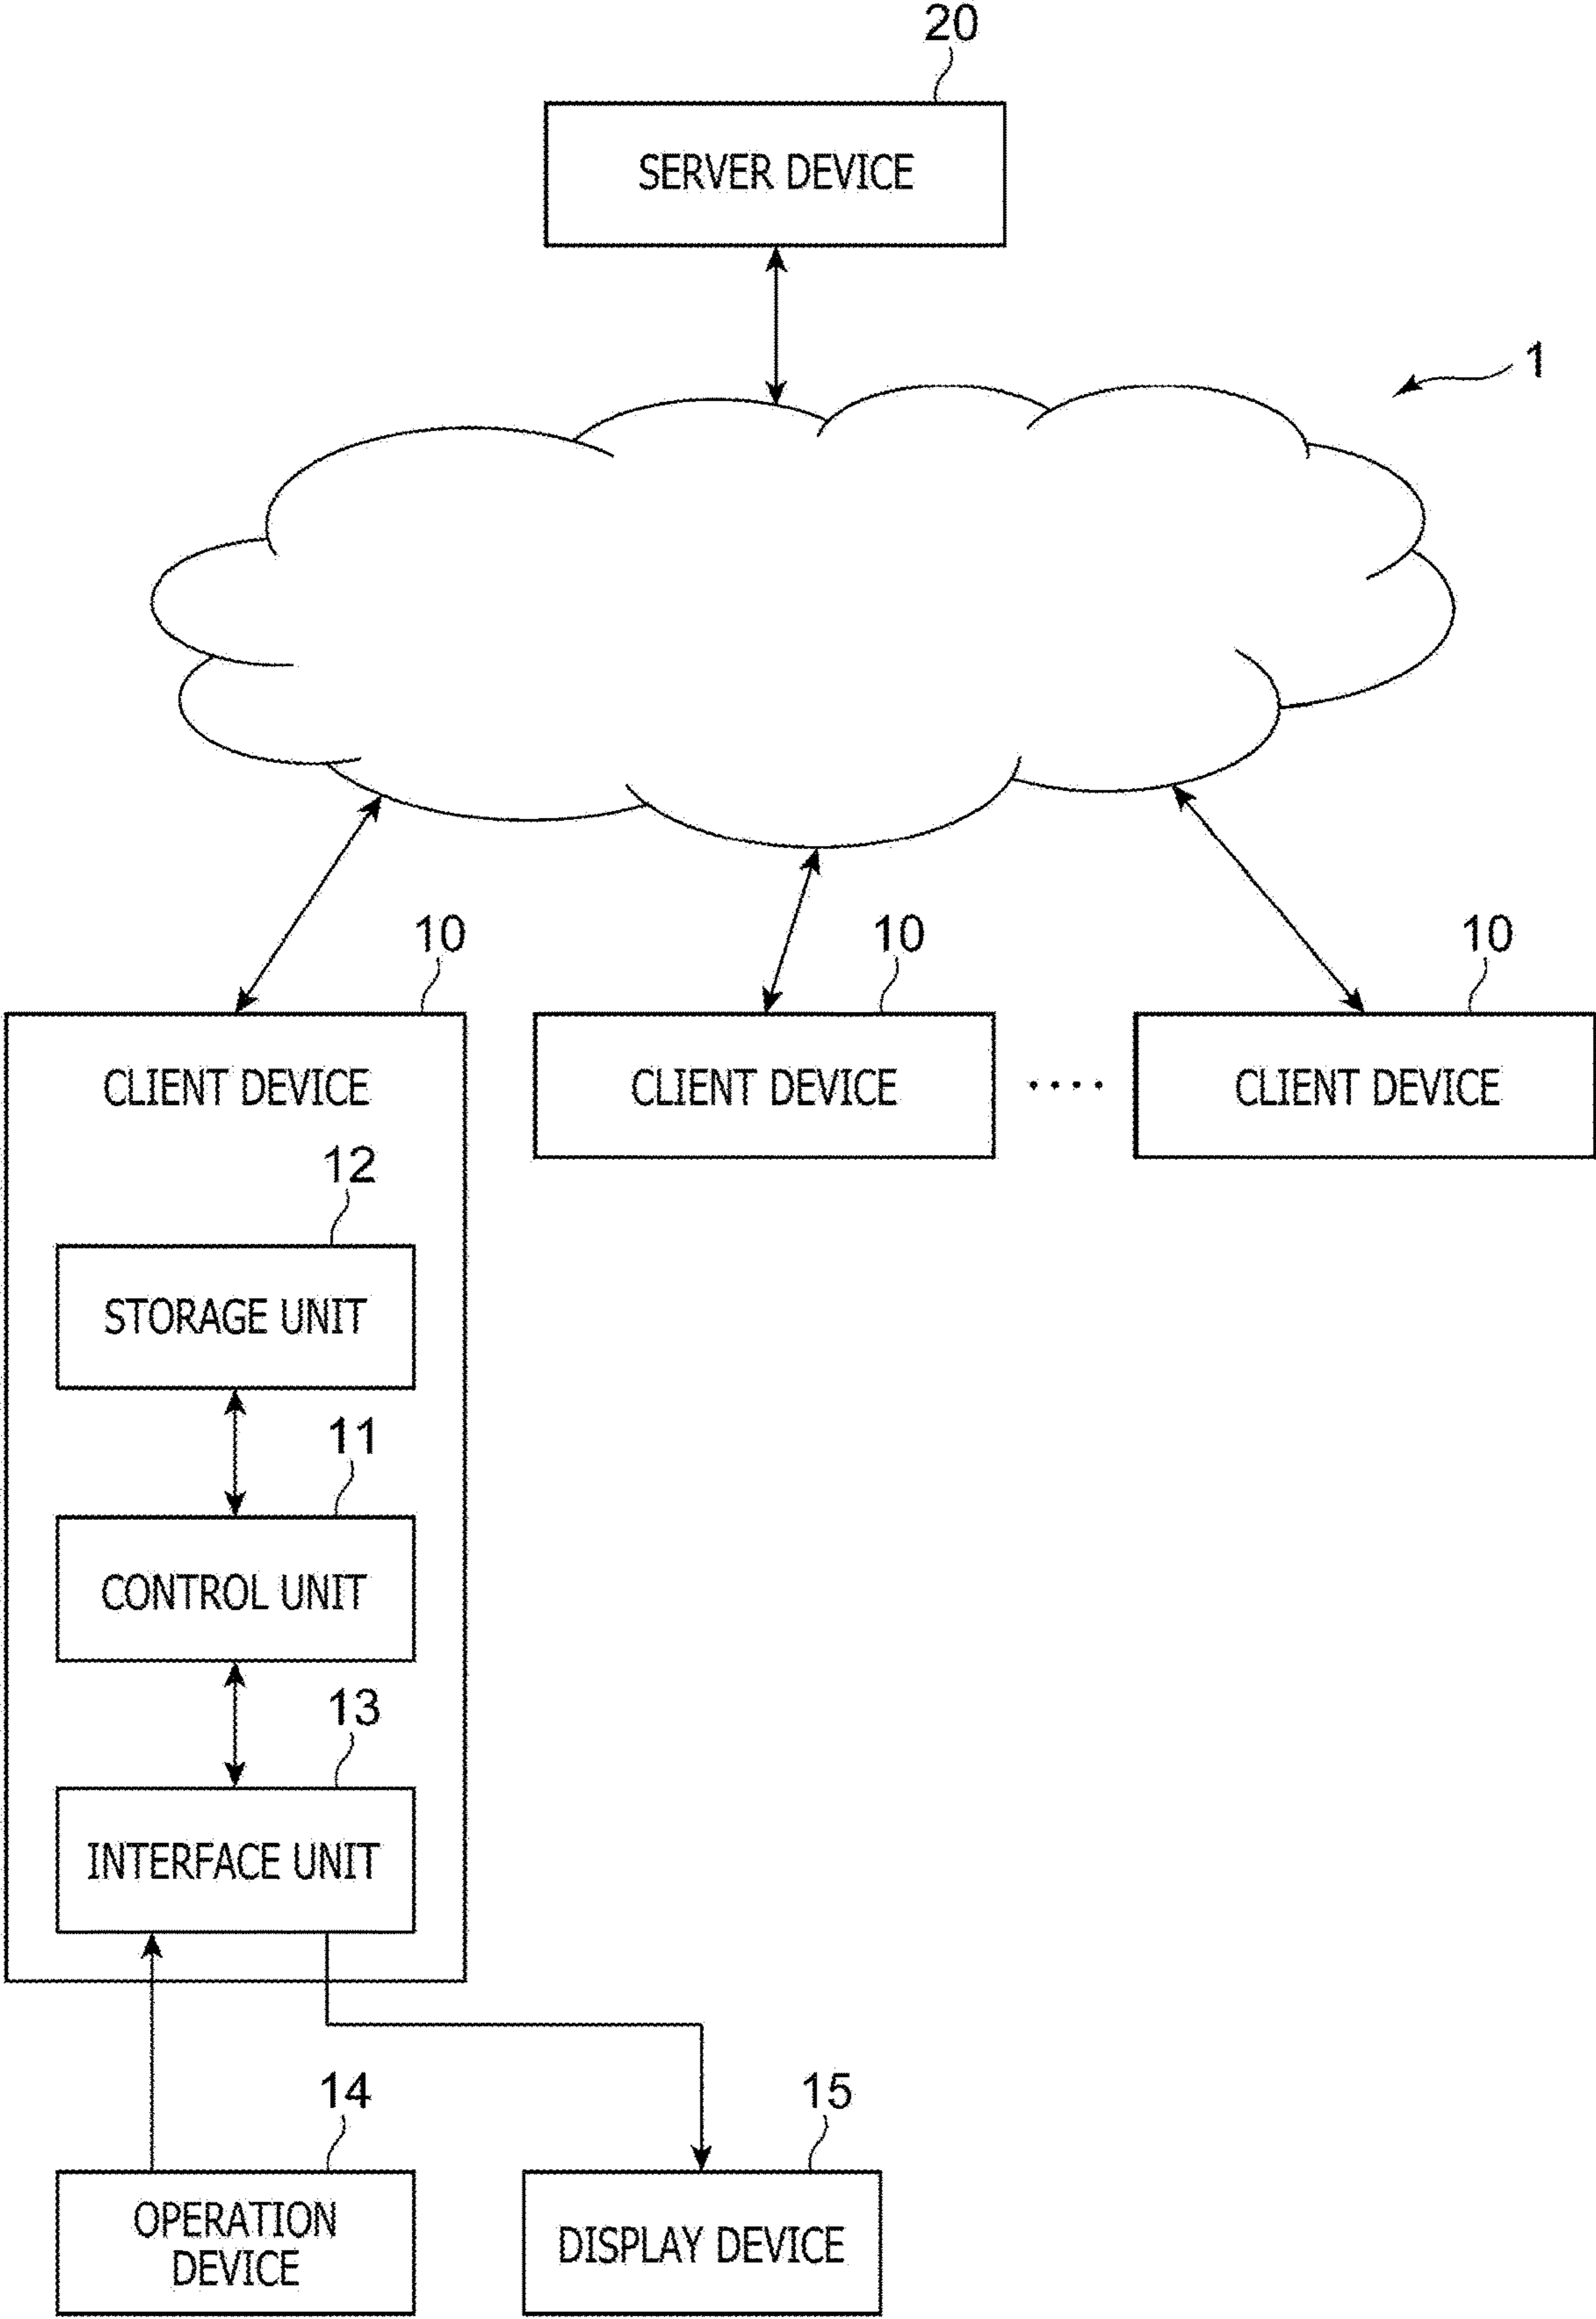 20
SERVER DEVICE
1
10
10
10
CLIENT DEVICE
CLIENT DEVICE
....
CLIENT DEVICE
12
STORAGE UNIT
11
CONTROL UNIT
13
INTERFACE UNIT
14
15
OPERATION
DEVICE
DISPLAY DEVICE